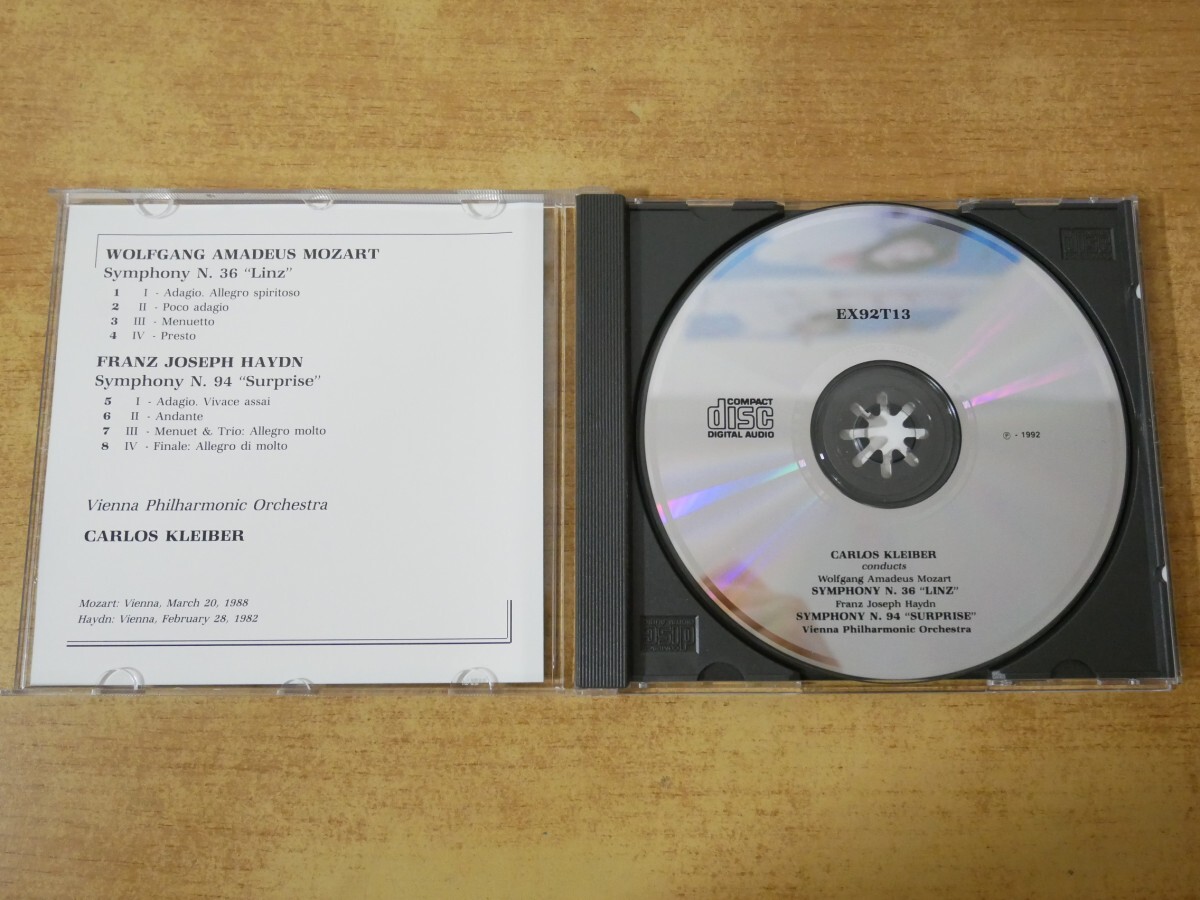 WOLFGANG AMADEUS MOZART
Symphony N. 36 “Linz”
1 I - Adagio. Allegro spiritoso
2 II - Poco adagio
3 III - Menuetto
4 IV - Presto
FRANZ JOSEPH HAYDN
Symphony N. 94 “Surprise”
5 I - Adagio. Vivace assai
6 II - Andante
7 III - Menuet & Trio: Allegro molto
8 IV - Finale: Allegro di molto
Vienna Philharmonic Orchestra
CARLOS KLEIBER
Mozart: Vienna, March 20, 1988
Haydn: Vienna, February 28, 1982
EX92T13
COMPACT
disc
DIGITAL AUDIO
℗ - 1992
CARLOS KLEIBER
conducts
Wolfgang Amadeus Mozart
SYMPHONY N. 36 “LINZ”
Franz Joseph Haydn
SYMPHONY N. 94 “SURPRISE”
Vienna Philharmonic Orchestra